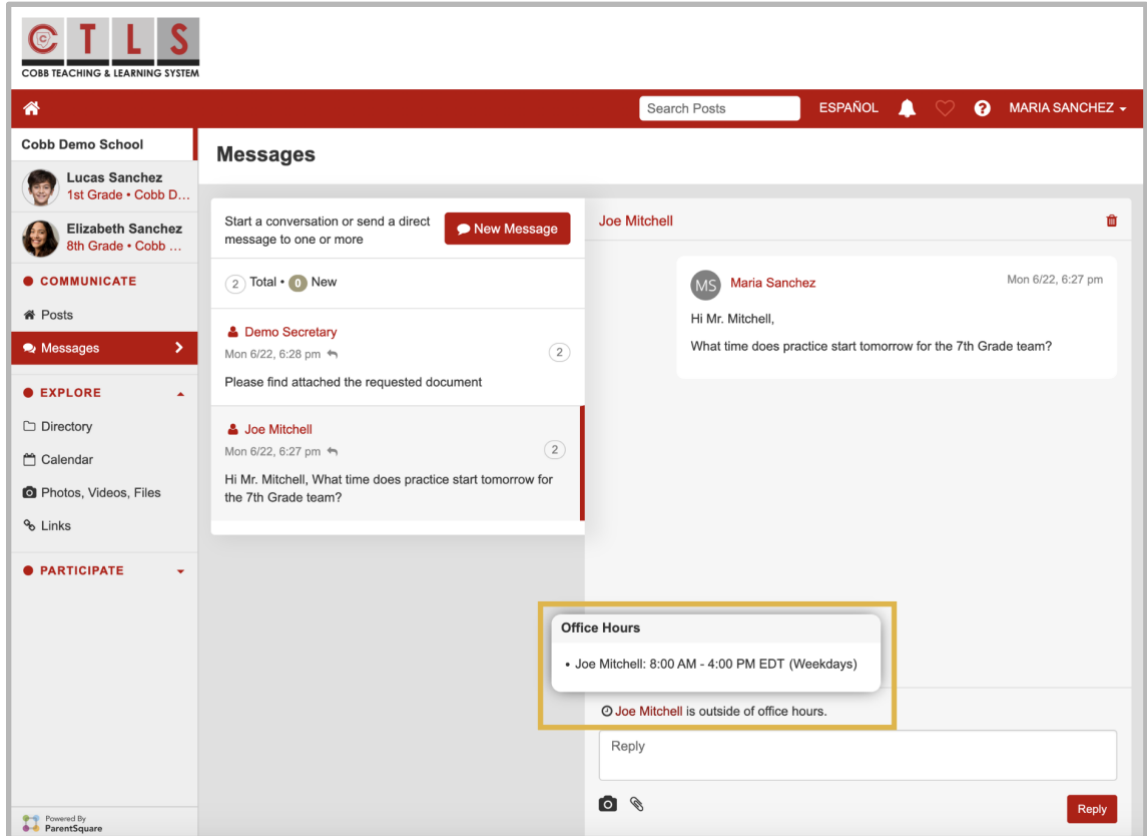 C T L S
COBB TEACHING & LEARNING SYSTEM
Search Posts ESPAÑOL MARIA SANCHEZ
Cobb Demo School
Lucas Sanchez
1st Grade • Cobb D...
Elizabeth Sanchez
8th Grade • Cobb ...
COMMUNICATE
Posts
Messages
EXPLORE
Directory
Calendar
Photos, Videos, Files
Links
PARTICIPATE
Powered By
ParentSquare
Messages
Start a conversation or send a direct
message to one or more
New Message
2 Total • 0 New
Demo Secretary
Mon 6/22, 6:28 pm 2
Please find attached the requested document
Joe Mitchell
Mon 6/22, 6:27 pm 2
Hi Mr. Mitchell, What time does practice start tomorrow for
the 7th Grade team?
Joe Mitchell
MS Maria Sanchez Mon 6/22, 6:27 pm
Hi Mr. Mitchell,
What time does practice start tomorrow for the 7th Grade team?
Office Hours
• Joe Mitchell: 8:00 AM - 4:00 PM EDT (Weekdays)
Joe Mitchell is outside of office hours.
Reply
Reply